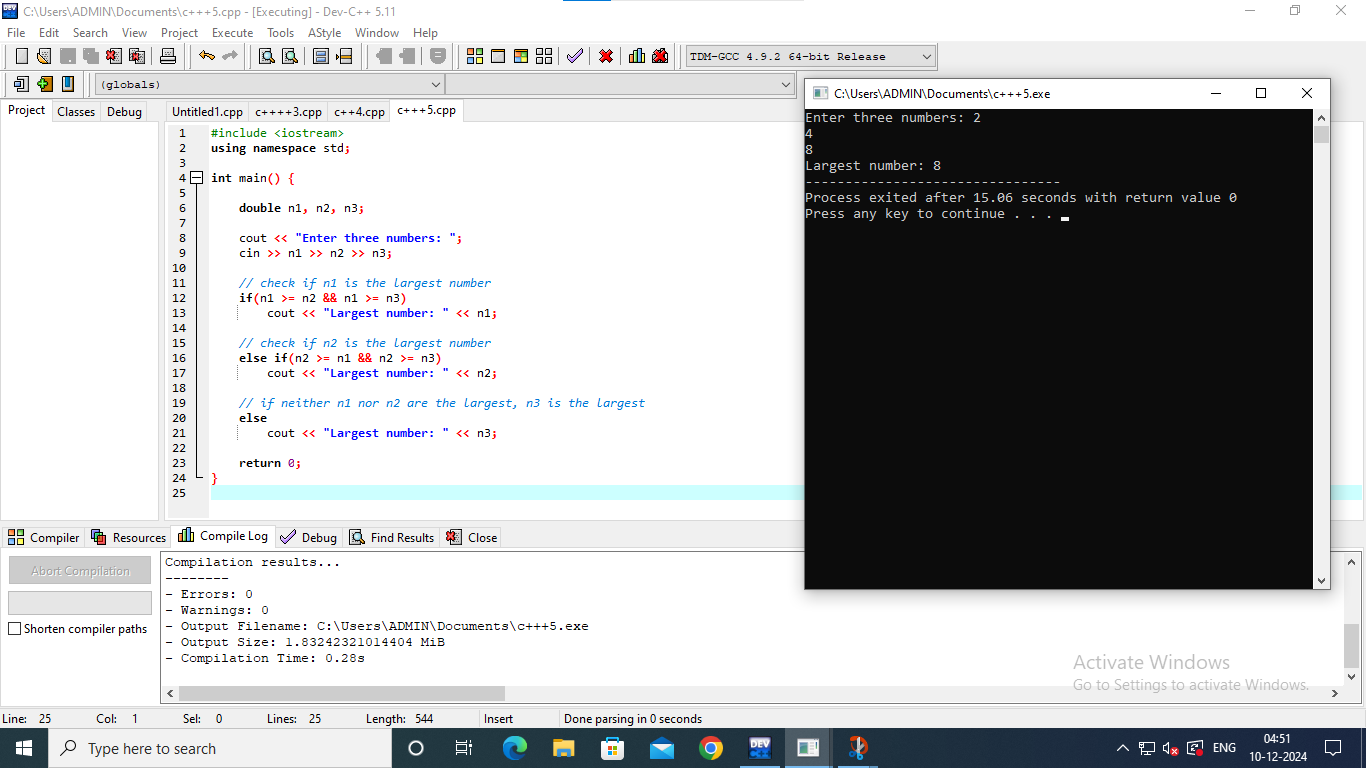 C:\Users\ADMIN\Documents\c+++5.cpp - [Executing] - Dev-C++ 5.11
File Edit Search View Project Execute Tools AStyle Window Help
TDM-GCC 4.9.2 64-bit Release
(globals)
Project Classes Debug
Untitled1.cpp c++++3.cpp c++4.cpp c+++5.cpp
1 #include <iostream>
2 using namespace std;
3
4 int main() {
5
6 double n1, n2, n3;
7
8 cout << "Enter three numbers: ";
9 cin >> n1 >> n2 >> n3;
10
11 // check if n1 is the largest number
12 if(n1 >= n2 && n1 >= n3)
13 cout << "Largest number: " << n1;
14
15 // check if n2 is the largest number
16 else if(n2 >= n1 && n2 >= n3)
17 cout << "Largest number: " << n2;
18
19 // if neither n1 nor n2 are the largest, n3 is the largest
20 else
21 cout << "Largest number: " << n3;
22
23 return 0;
24 }
25
C:\Users\ADMIN\Documents\c+++5.exe
Enter three numbers: 2
4
8
Largest number: 8
--------------------------------
Process exited after 15.06 seconds with return value 0
Press any key to continue . . .
Compiler Resources Compile Log Debug Find Results Close
Abort Compilation
Shorten compiler paths
Compilation results...
--------
- Errors: 0
- Warnings: 0
- Output Filename: C:\Users\ADMIN\Documents\c+++5.exe
- Output Size: 1.83242321014404 MiB
- Compilation Time: 0.28s
Activate Windows
Go to Settings to activate Windows.
Line: 25 Col: 1 Sel: 0 Lines: 25 Length: 544 Insert Done parsing in 0 seconds
Type here to search
DEV
ENG
04:51
10-12-2024